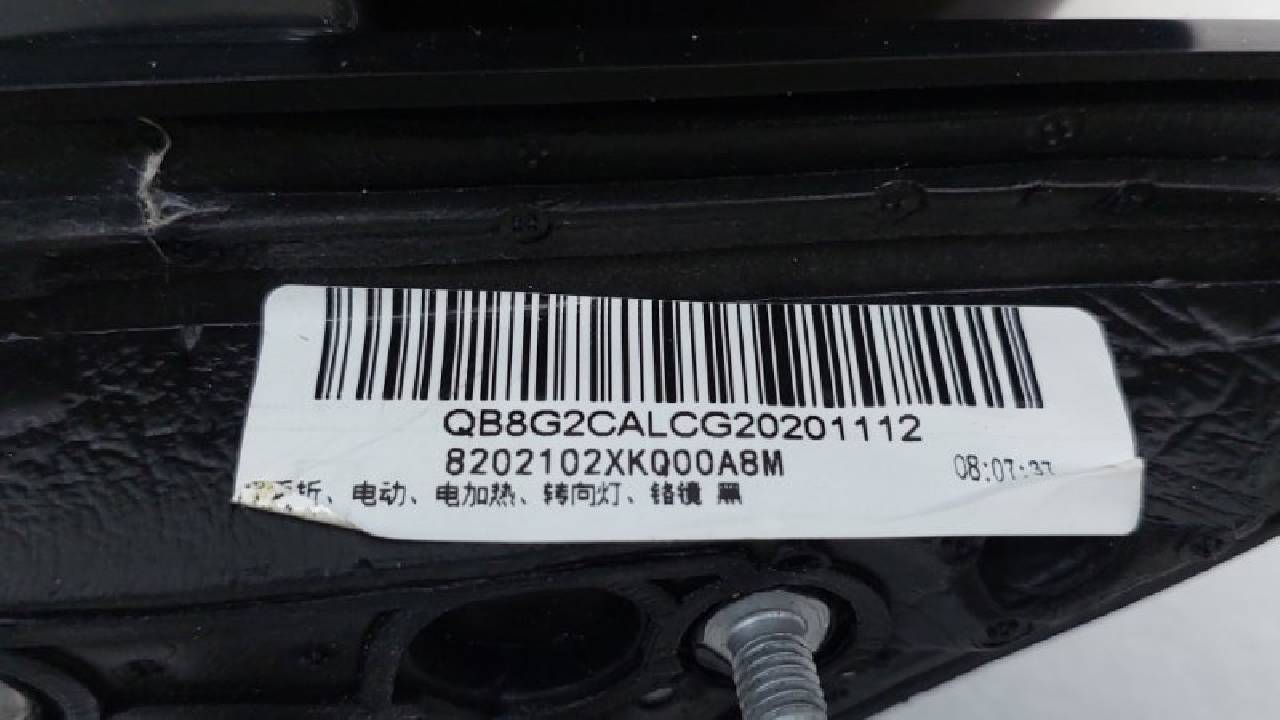 QB8G2CALCG20201112
8202102XKQ00A8M
08:07:37
折、电动、电加热、转向灯、铬镜 黑